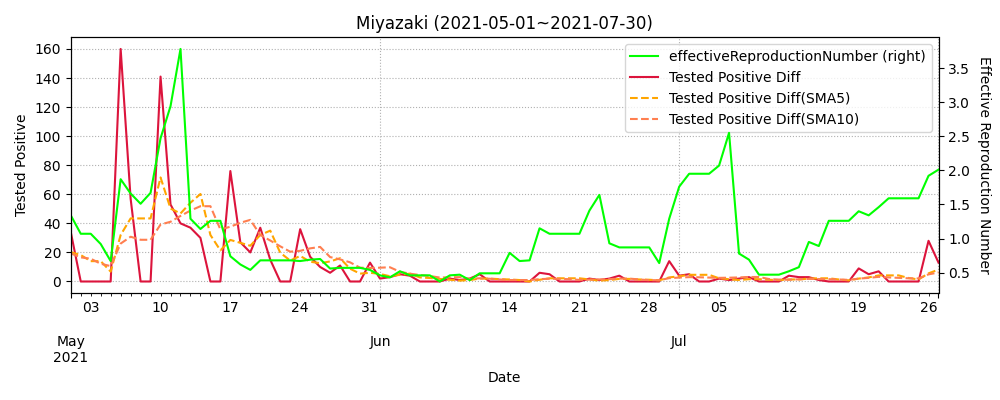 Miyazaki (2021-05-01~2021-07-30)
effectiveReproductionNumber (right)
Tested Positive Diff
Tested Positive Diff(SMA5)
Tested Positive Diff(SMA10)
Tested Positive
160
140
120
100
80
60
40
20
0
3.5
3.0
2.5
2.0
1.5
1.0
0.5
Effective Reproduction Number
03 10 17 24 31 07 14 21 28 05 12 19 26
May Jun Jul
2021
Date